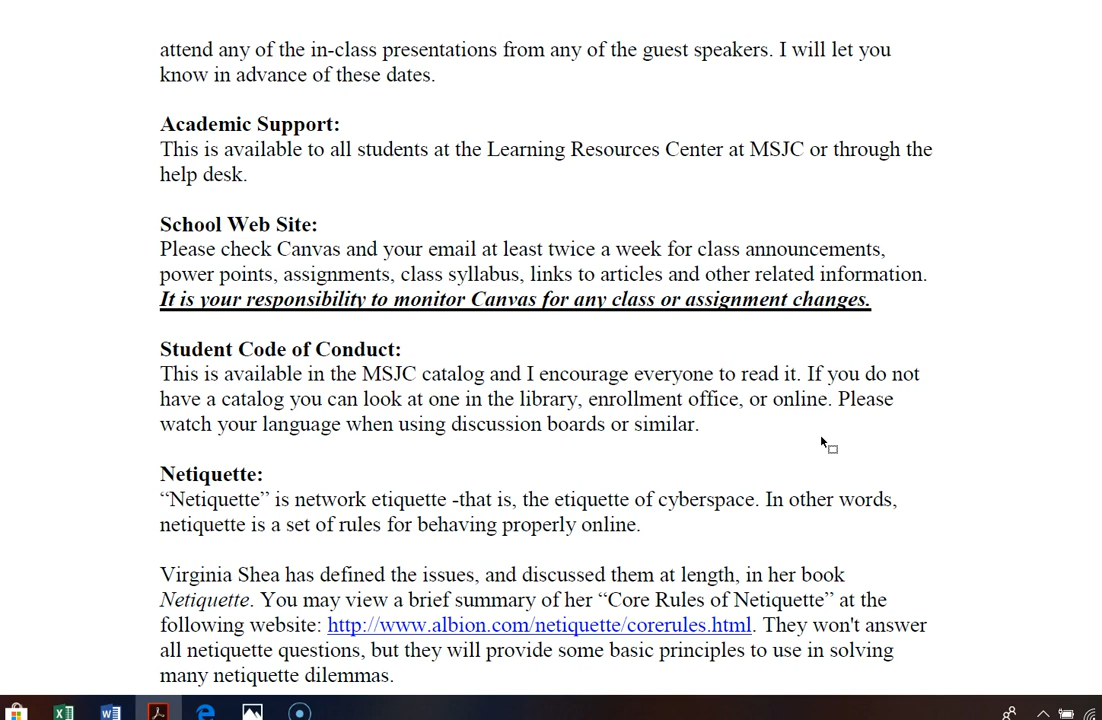 attend any of the in-class presentations from any of the guest speakers. I will let you
know in advance of these dates.
Academic Support:
This is available to all students at the Learning Resources Center at MSJC or through the
help desk.
School Web Site:
Please check Canvas and your email at least twice a week for class announcements,
power points, assignments, class syllabus, links to articles and other related information.
It is your responsibility to monitor Canvas for any class or assignment changes.
Student Code of Conduct:
This is available in the MSJC catalog and I encourage everyone to read it. If you do not
have a catalog you can look at one in the library, enrollment office, or online. Please
watch your language when using discussion boards or similar.
Netiquette:
“Netiquette” is network etiquette -that is, the etiquette of cyberspace. In other words,
netiquette is a set of rules for behaving properly online.
Virginia Shea has defined the issues, and discussed them at length, in her book
Netiquette. You may view a brief summary of her “Core Rules of Netiquette” at the
following website: http://www.albion.com/netiquette/corerules.html. They won't answer
all netiquette questions, but they will provide some basic principles to use in solving
many netiquette dilemmas.